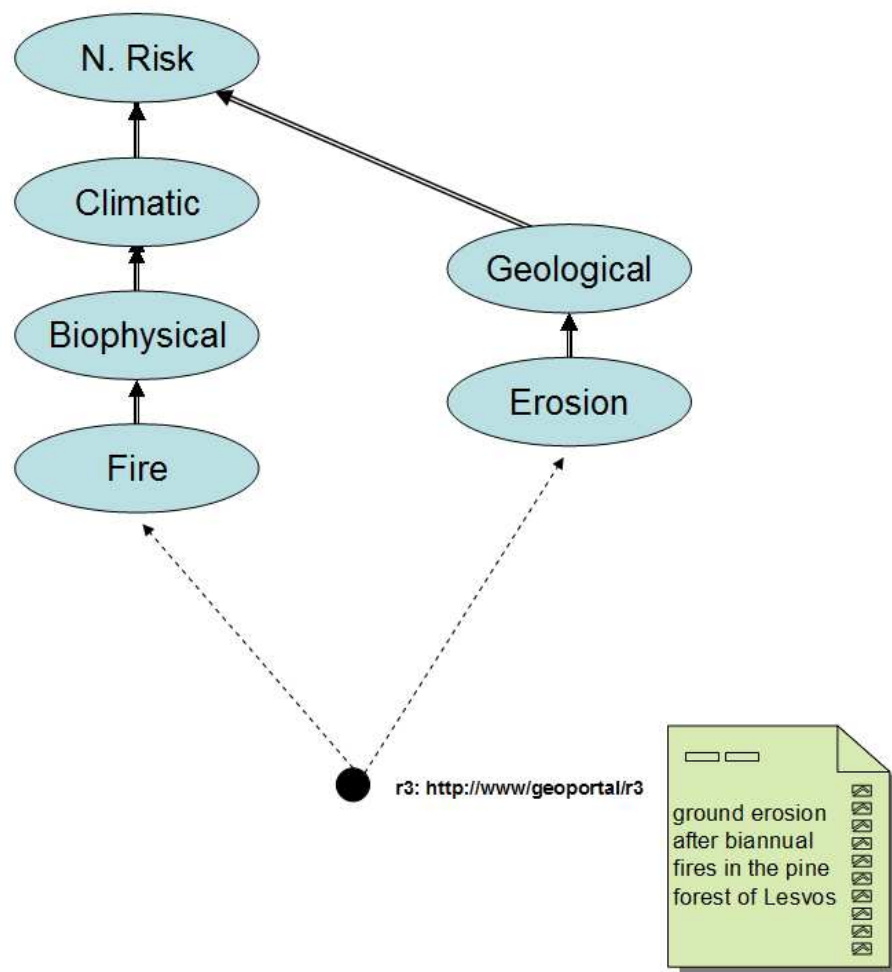 N. Risk
Climatic
Geological
Biophysical
Erosion
Fire
r3: http://www/geoportal/r3
ground erosion
after biannual
fires in the pine
forest of Lesvos